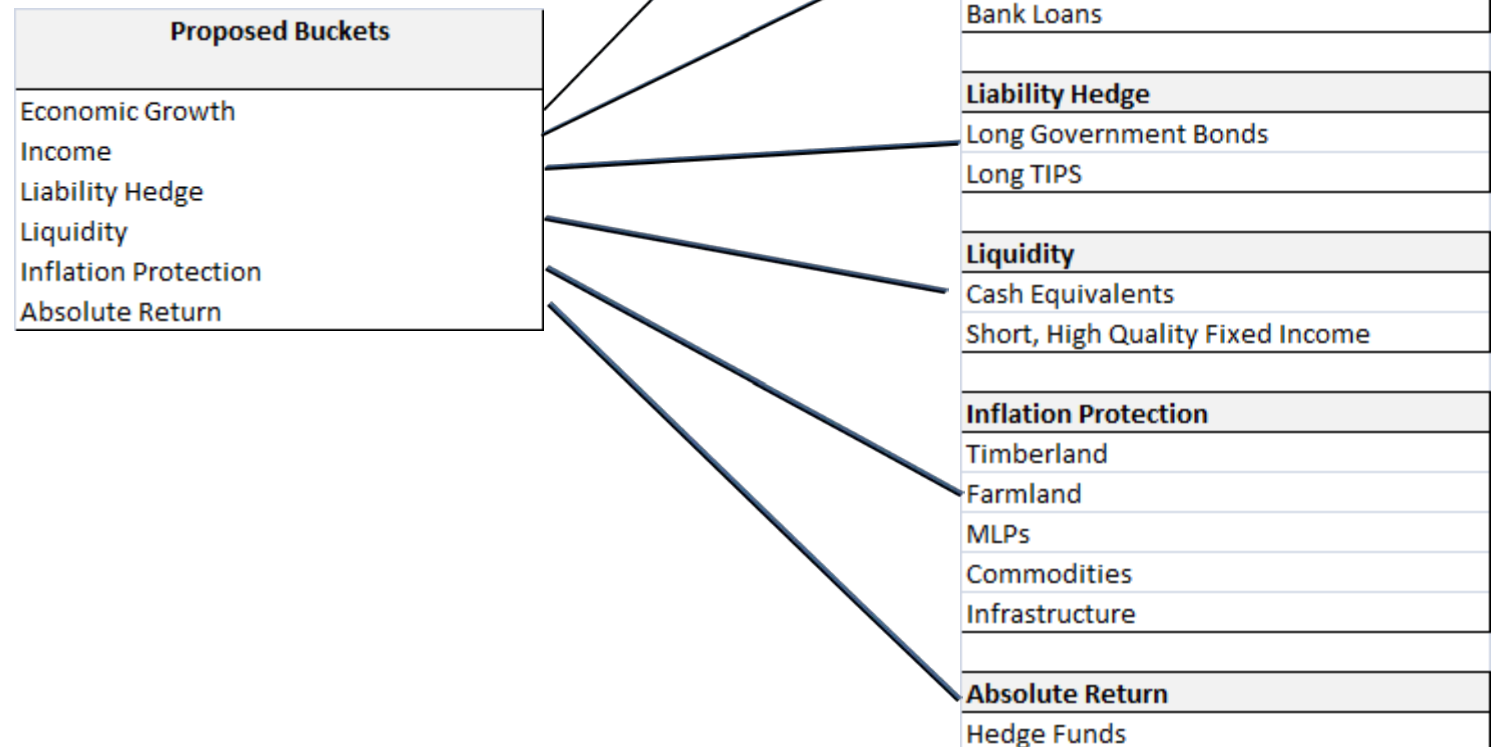 Proposed Buckets
Economic Growth
Income
Liability Hedge
Liquidity
Inflation Protection
Absolute Return
Bank Loans
Liability Hedge
Long Government Bonds
Long TIPS
Liquidity
Cash Equivalents
Short, High Quality Fixed Income
Inflation Protection
Timberland
Farmland
MLPs
Commodities
Infrastructure
Absolute Return
Hedge Funds